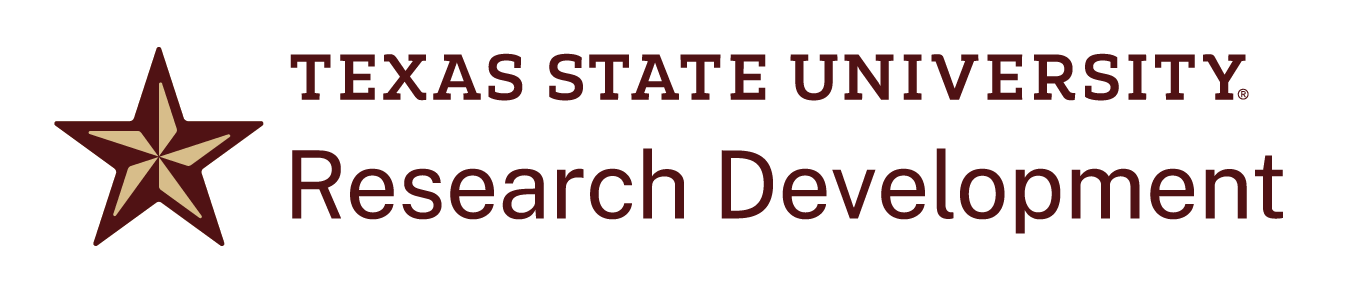 TEXAS STATE UNIVERSITY®
Research Development